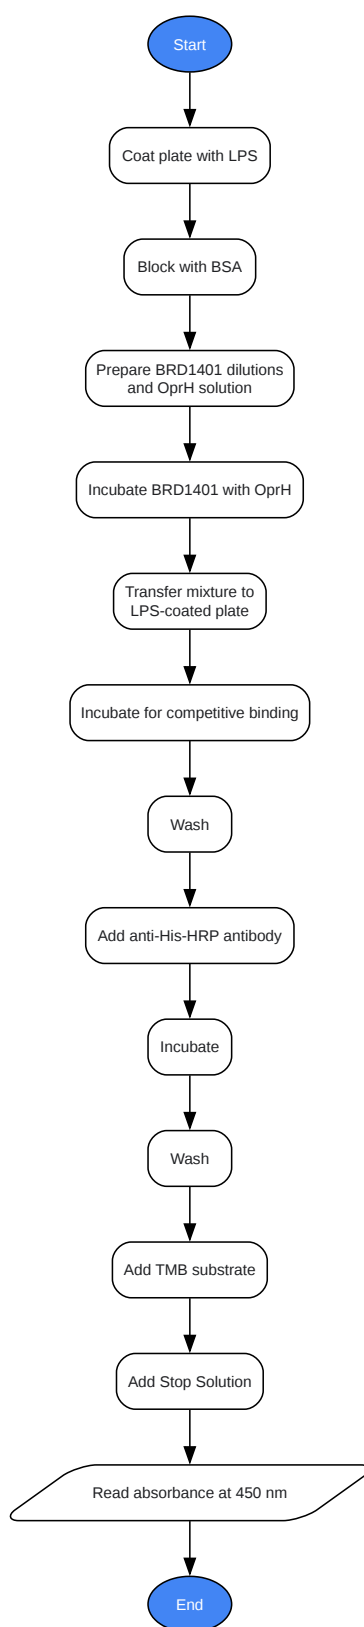 Start
Coat plate with LPS
Block with BSA
Prepare BRD1401 dilutions
and OprH solution
Incubate BRD1401 with OprH
Transfer mixture to
LPS-coated plate
Incubate for competitive binding
Wash
Add anti-His-HRP antibody
Incubate
Wash
Add TMB substrate
Add Stop Solution
Read absorbance at 450 nm
End